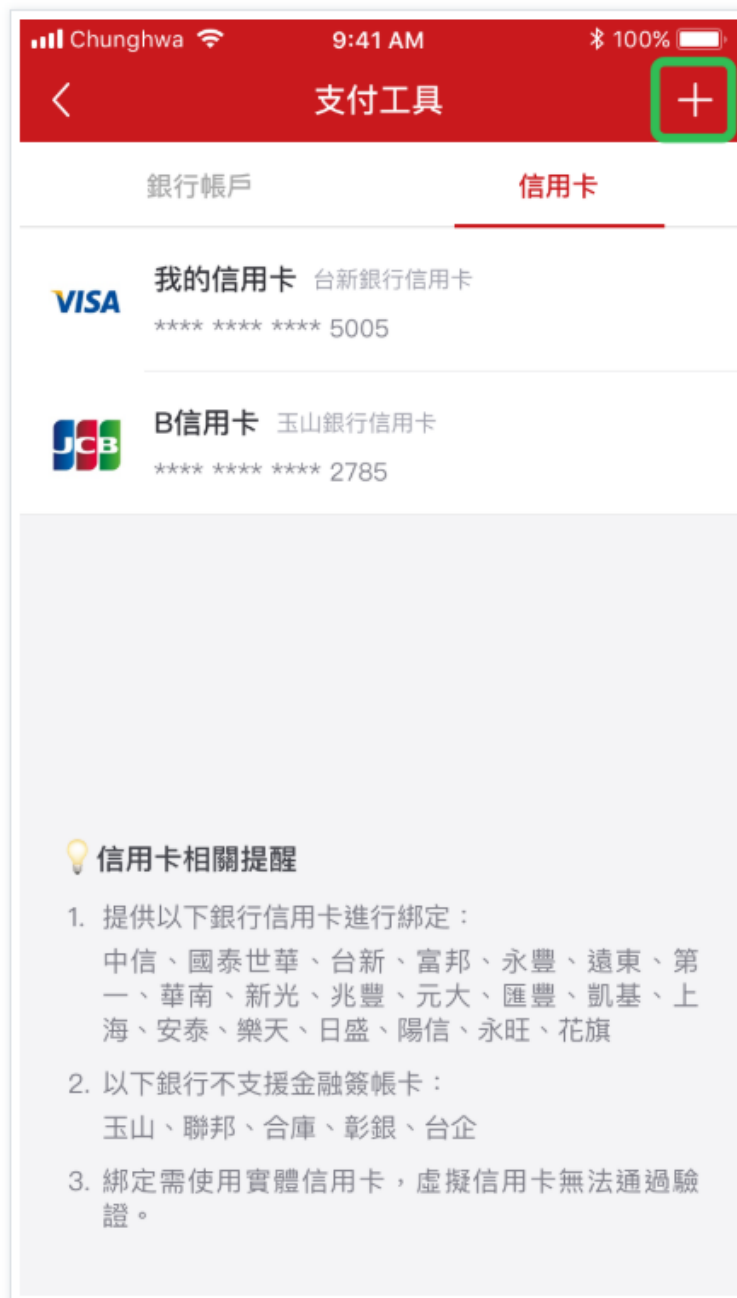 Chunghwa 9:41 AM 100%
支付工具
銀行帳戶 信用卡
VISA 我的信用卡 台新銀行信用卡
**** **** **** 5005
JCB B信用卡 玉山銀行信用卡
**** **** **** 2785
信用卡相關提醒
1. 提供以下銀行信用卡進行綁定：
中信、國泰世華、台新、富邦、永豐、遠東、第
一、華南、新光、兆豐、元大、匯豐、凱基、上
海、安泰、樂天、日盛、陽信、永旺、花旗
2. 以下銀行不支援金融簽帳卡：
玉山、聯邦、合庫、彰銀、台企
3. 綁定需使用實體信用卡，虛擬信用卡無法通過驗
證。